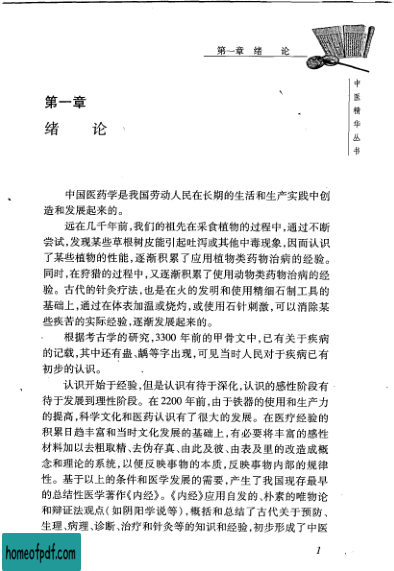 第一章 绪 论
中医精华丛书
第一章
绪 论
中国医药学是我国劳动人民在长期的生活和生产实践中创
造和发展起来的。
远在几千年前,我们的祖先在采食植物的过程中,通过不断
尝试,发现某些草根树皮能引起吐泻或其他中毒现象,因而认识
了某些植物的性能,逐渐积累了应用植物类药物治病的经验。
同时,在狩猎的过程中,又逐渐积累了使用动物类药物治病的经
验。古代的针灸疗法,也是在火的发明和使用精细石制工具的
基础上,通过在体表加温或烧灼,或使用石针刺激,可以消除某
些疾苦的实际经验,逐渐发展起来的。
根据考古学的研究,3300 年前的甲骨文中,已有关于疾病
的记载,其中还有蛊、龋等字出现,可见当时人民对于疾病已有
初步的认识。
认识开始于经验,但是认识有待于深化,认识的感性阶段有
待于发展到理性阶段。在 2200 年前,由于铁器的使用和生产力
的提高,科学文化和医药认识有了很大的发展。在医疗经验的
积累日趋丰富和当时文化发展的基础上,有必要将丰富的感性
材料加以去粗取精、去伪存真、由此及彼、由表及里的改造成概
念和理论的系统,以便反映事物的本质,反映事物内部的规律
性。基于以上的条件和医学发展的需要,产生了我国现存最早
的总结性医学著作《内经》。《内经》应用自发的、朴素的唯物论
和辩证法观点(如阴阳学说等),概括和总结了古代关于预防、
生理、病理、诊断、治疗和针灸等的知识和经验,初步形成了中医
1
homeofpdf.com